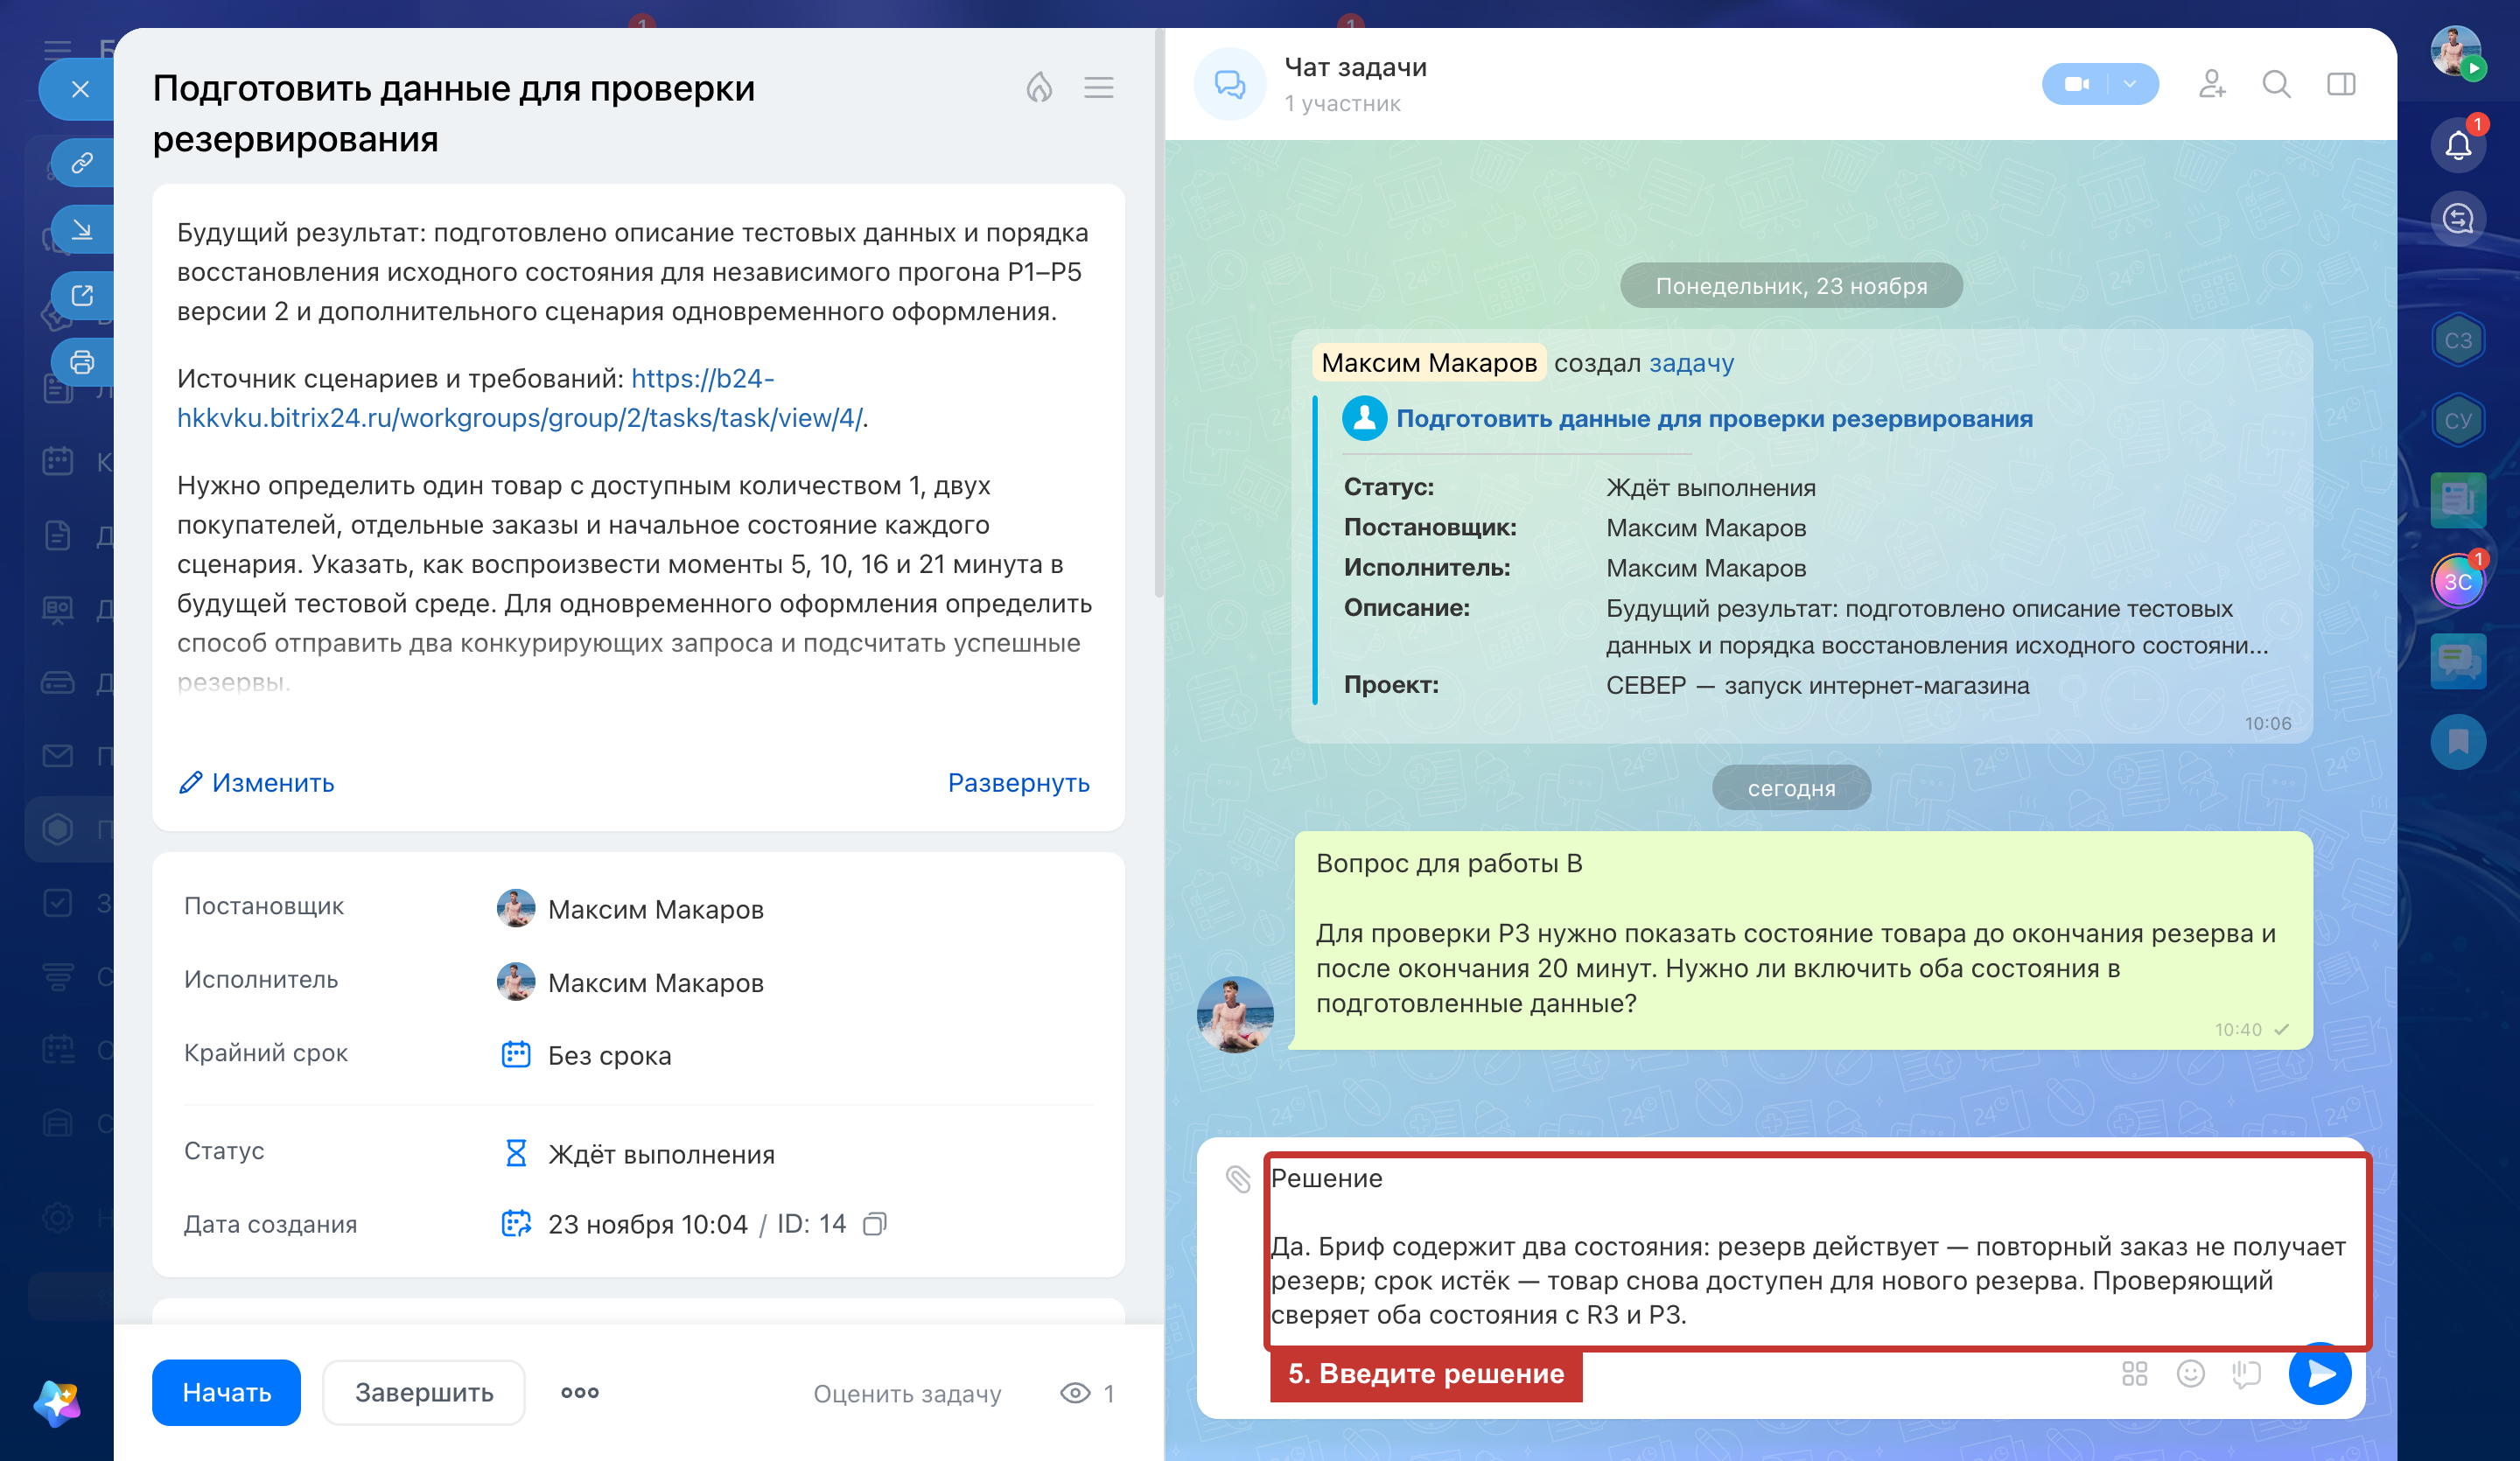 Подготовить данные для проверки
резервирования
Будущий результат: подготовлено описание тестовых данных и порядка
восстановления исходного состояния для независимого прогона P1–P5
версии 2 и дополнительного сценария одновременного оформления.
Источник сценариев и требований: https://b24-
hkkvku.bitrix24.ru/workgroups/group/2/tasks/task/view/4/.
Нужно определить один товар с доступным количеством 1, двух
покупателей, отдельные заказы и начальное состояние каждого
сценария. Указать, как воспроизвести моменты 5, 10, 16 и 21 минута в
будущей тестовой среде. Для одновременного оформления определить
способ отправить два конкурирующих запроса и подсчитать успешные
резервы.
Изменить
Развернуть
Постановщик
Максим Макаров
Исполнитель
Максим Макаров
Крайний срок
Без срока
Статус
Ждёт выполнения
Дата создания
23 ноября 10:04 / ID: 14
Начать
Завершить
Оценить задачу
1
Чат задачи
1 участник
Понедельник, 23 ноября
Максим Макаров создал задачу
Подготовить данные для проверки резервирования
Статус: Ждёт выполнения
Постановщик: Максим Макаров
Исполнитель: Максим Макаров
Описание: Будущий результат: подготовлено описание тестовых
данных и порядка восстановления исходного состояни...
Проект: СЕВЕР — запуск интернет-магазина
10:06
сегодня
Вопрос для работы В
Для проверки P3 нужно показать состояние товара до окончания резерва и
после окончания 20 минут. Нужно ли включить оба состояния в
подготовленные данные?
10:40
Решение
Да. Бриф содержит два состояния: резерв действует — повторный заказ не получает
резерв; срок истёк — товар снова доступен для нового резерва. Проверяющий
сверяет оба состояния с R3 и P3.
5. Введите решение
1
1
1
СЗ
СУ
ЗС
1